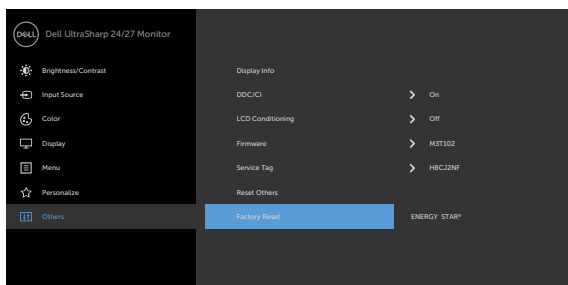 DELL Dell UltraSharp 24/27 Monitor
Brightness/Contrast
Input Source
Color
Display
Menu
Personalize
Others
Display Info
DDC/CI On
LCD Conditioning Off
Firmware M3T102
Service Tag H8CJ2NF
Reset Others
Factory Reset ENERGY STAR®